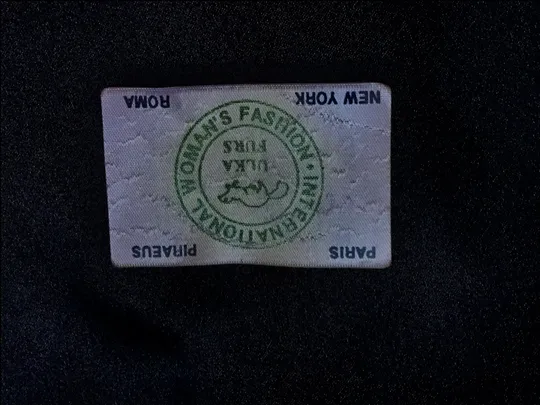 PARIS
PIRAEUS
INTERNATIONAL WOMAN'S FASHION •
ULKA
FURS
NEW YORK
ROMA